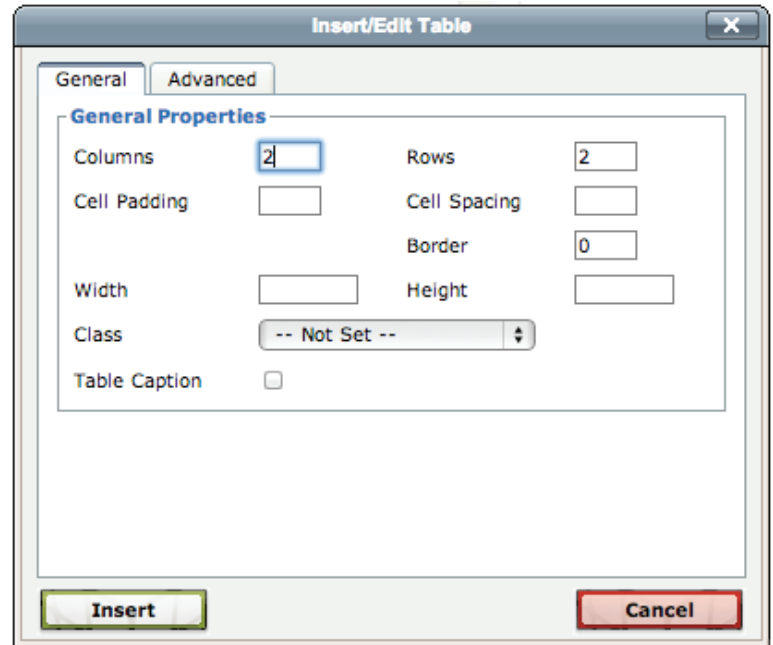 Insert/Edit Table
General Advanced
General Properties
Columns 2 Rows 2
Cell Padding Cell Spacing
Border 0
Width Height
Class -- Not Set --
Table Caption
Insert Cancel